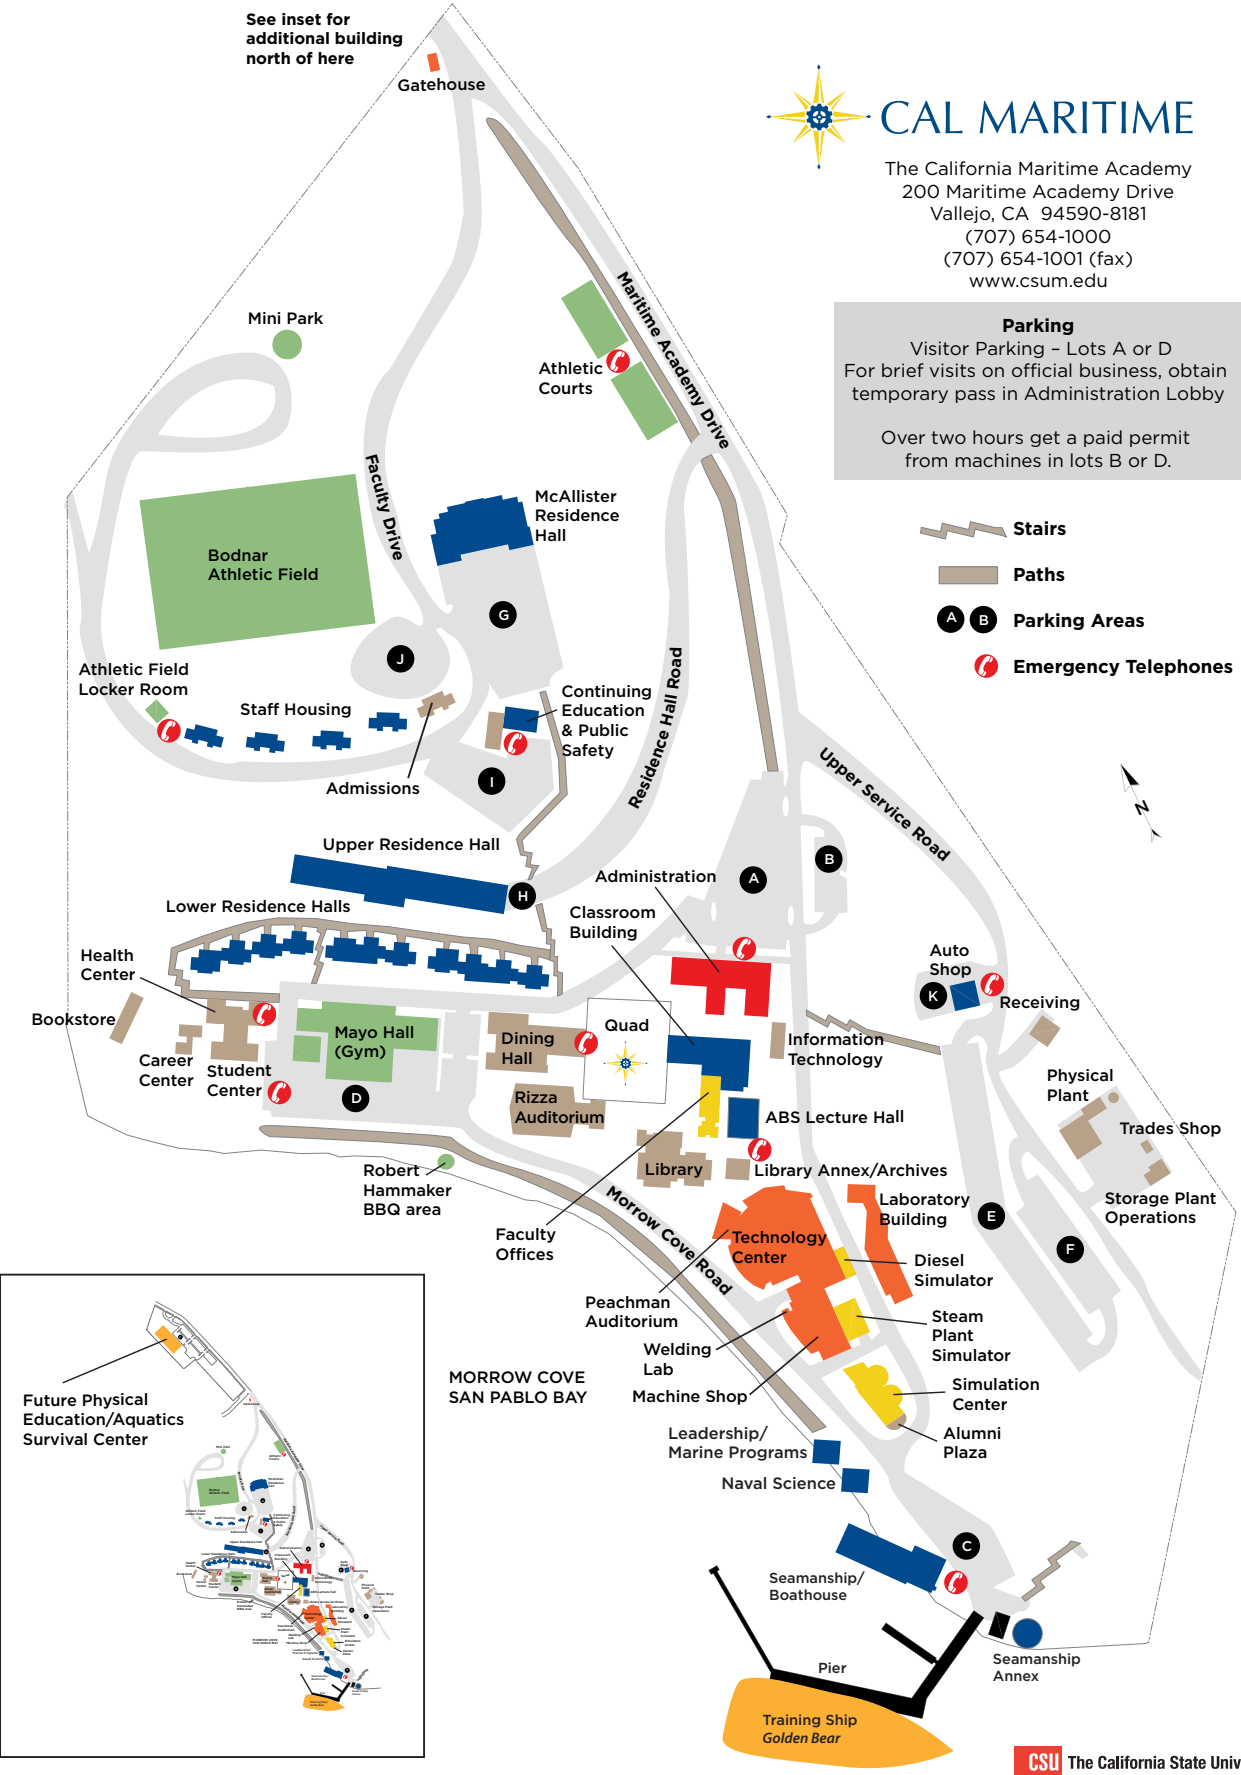 See inset for
additional building
north of here
Gatehouse
CAL MARITIME
The California Maritime Academy
200 Maritime Academy Drive
Vallejo, CA 94590-8181
(707) 654-1000
(707) 654-1001 (fax)
www.csum.edu
Parking
Visitor Parking – Lots A or D
For brief visits on official business, obtain
temporary pass in Administration Lobby
Over two hours get a paid permit
from machines in lots B or D.
Stairs
Paths
A B Parking Areas
Emergency Telephones
N
Mini Park
Athletic
Courts
Maritime Academy Drive
Faculty Drive
McAllister
Residence
Hall
Bodnar
Athletic Field
G
J
Athletic Field
Locker Room
Staff Housing
Admissions
Continuing
Education
& Public
Safety
I
Residence Hall Road
Upper Service Road
Upper Residence Hall
H
Lower Residence Halls
Administration
A
B
Classroom
Building
Health
Center
Bookstore
Career
Center
Student
Center
Mayo Hall
(Gym)
D
Dining
Hall
Quad
Rizza
Auditorium
Information
Technology
Auto
Shop
K
Receiving
Physical
Plant
Trades Shop
Storage Plant
Operations
ABS Lecture Hall
Library
Library Annex/Archives
Robert
Hammaker
BBQ area
Faculty
Offices
Morrow Cove Road
Technology
Center
Laboratory
Building
E
F
Diesel
Simulator
Peachman
Auditorium
Welding
Lab
Machine Shop
Steam
Plant
Simulator
Simulation
Center
Alumni
Plaza
MORROW COVE
SAN PABLO BAY
Leadership/
Marine Programs
Naval Science
C
Seamanship/
Boathouse
Seamanship
Annex
Pier
Training Ship
Golden Bear
Future Physical
Education/Aquatics
Survival Center
CSU The California State Univ